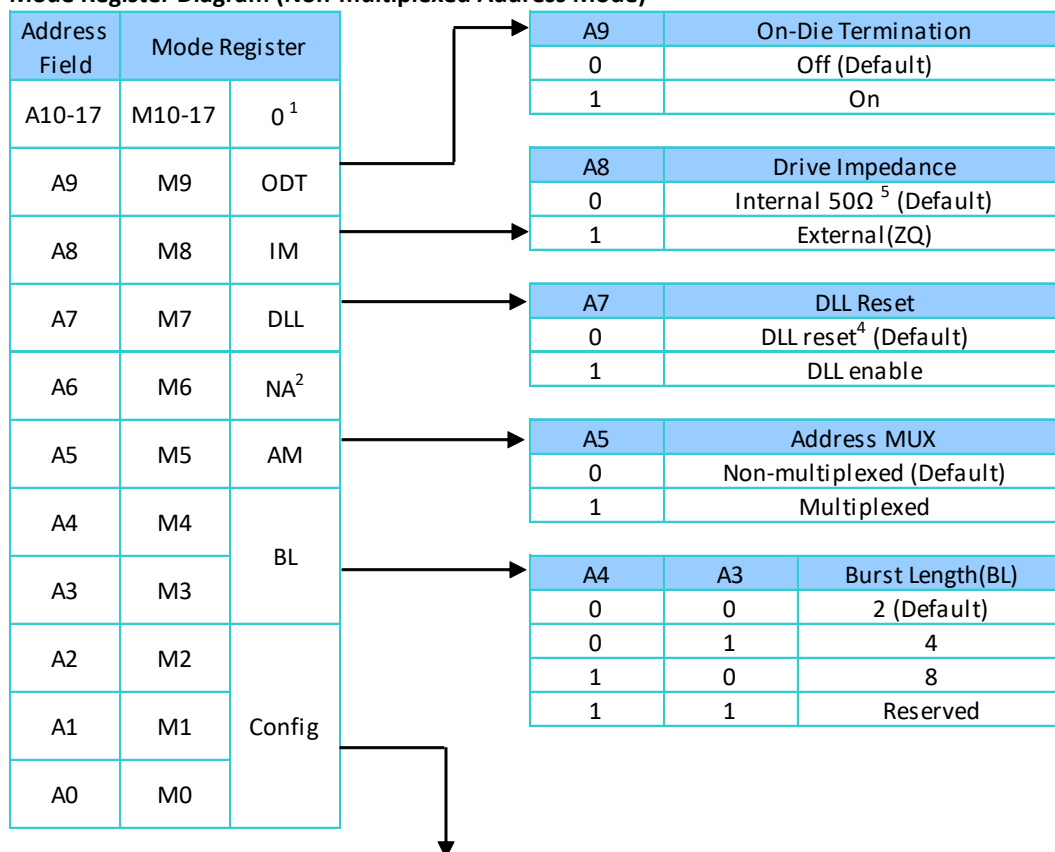 Mode Register Diagram (Non-multiplexed Address Mode)
Address Field Mode Register
A10-17 M10-17 0 1
A9 M9 ODT
A8 M8 IM
A7 M7 DLL
A6 M6 NA2
A5 M5 AM
A4 M4 BL
A3 M3
A2 M2 Config
A1 M1
A0 M0
A9 On-Die Termination
0 Off (Default)
1 On
A8 Drive Impedance
0 Internal 50Ω 5 (Default)
1 External(ZQ)
A7 DLL Reset
0 DLL reset4 (Default)
1 DLL enable
A5 Address MUX
0 Non-multiplexed (Default)
1 Multiplexed
A4 A3 Burst Length(BL)
0 0 2 (Default)
0 1 4
1 0 8
1 1 Reserved